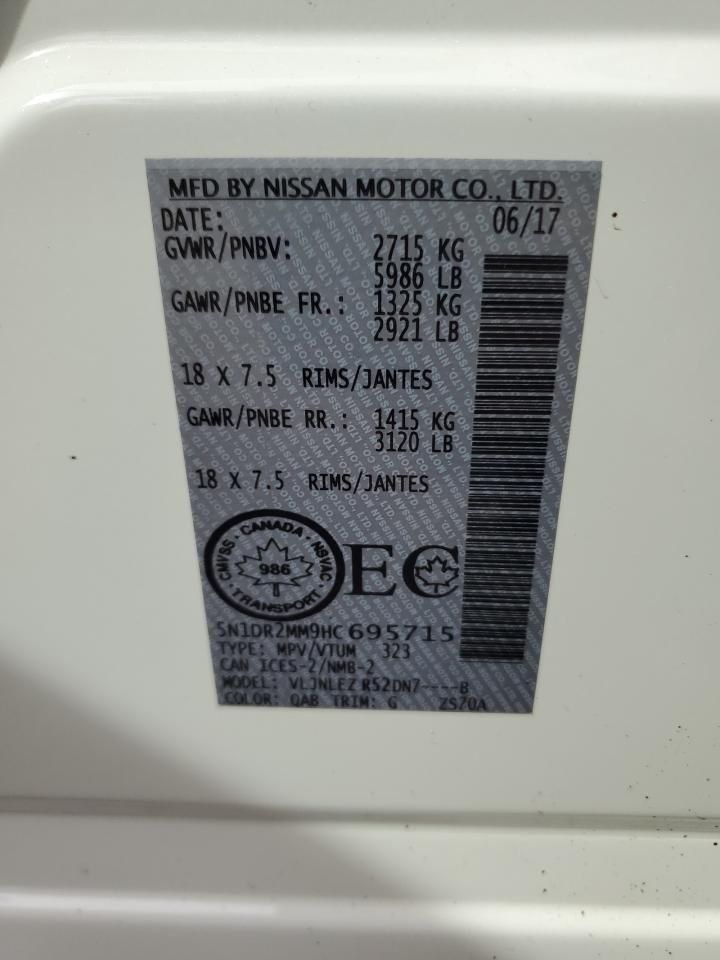 MFD BY NISSAN MOTOR CO., LTD.
DATE: 06/17
GVWR/PNBV: 2715 KG
5986 LB
GAWR/PNBE FR.: 1325 KG
2921 LB
18 X 7.5 RIMS/JANTES
GAWR/PNBE RR.: 1415 KG
3120 LB
18 X 7.5 RIMS/JANTES
CANADA · NSVAC · TRANSPORT · CMVSS
986
EC
5N1DR2MM9HC695715
TYPE: MPV/VTUM 323
CAN ICES-2/NMB-2
MODEL: VLJNLEZ R52DN7----B
COLOR: QAB TRIM: G ZSZ0A